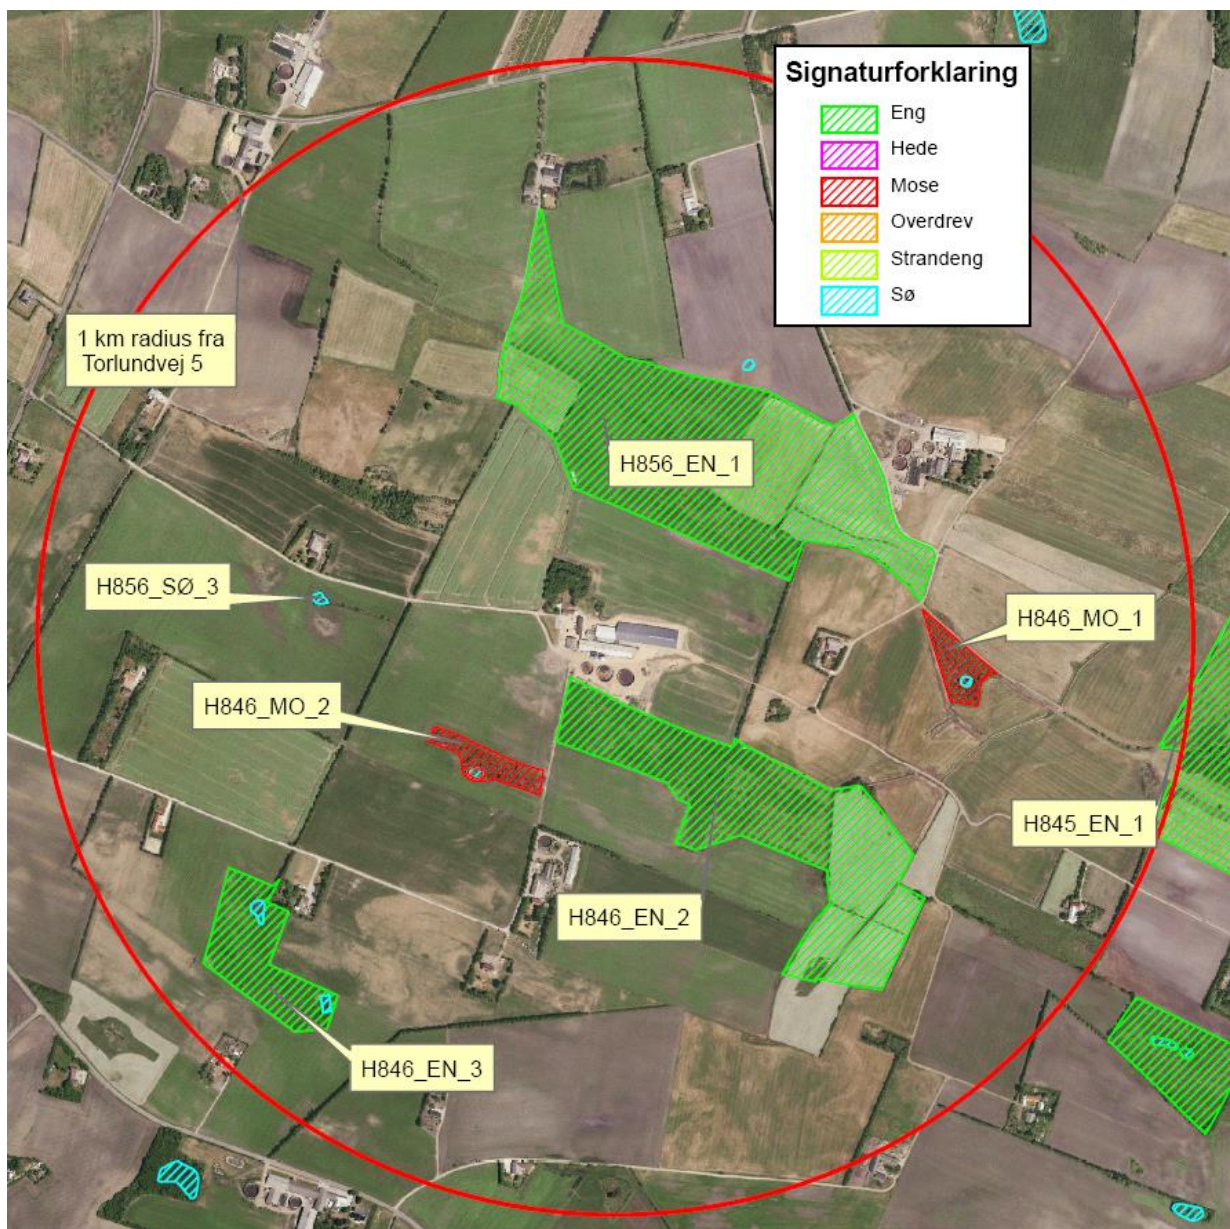 Signaturforklaring
Eng
Hede
Mose
Overdrev
Strandeng
Sø
1 km radius fra
Torlundvej 5
H856_EN_1
H856_SØ_3
H846_MO_1
H846_MO_2
H845_EN_1
H846_EN_2
H846_EN_3